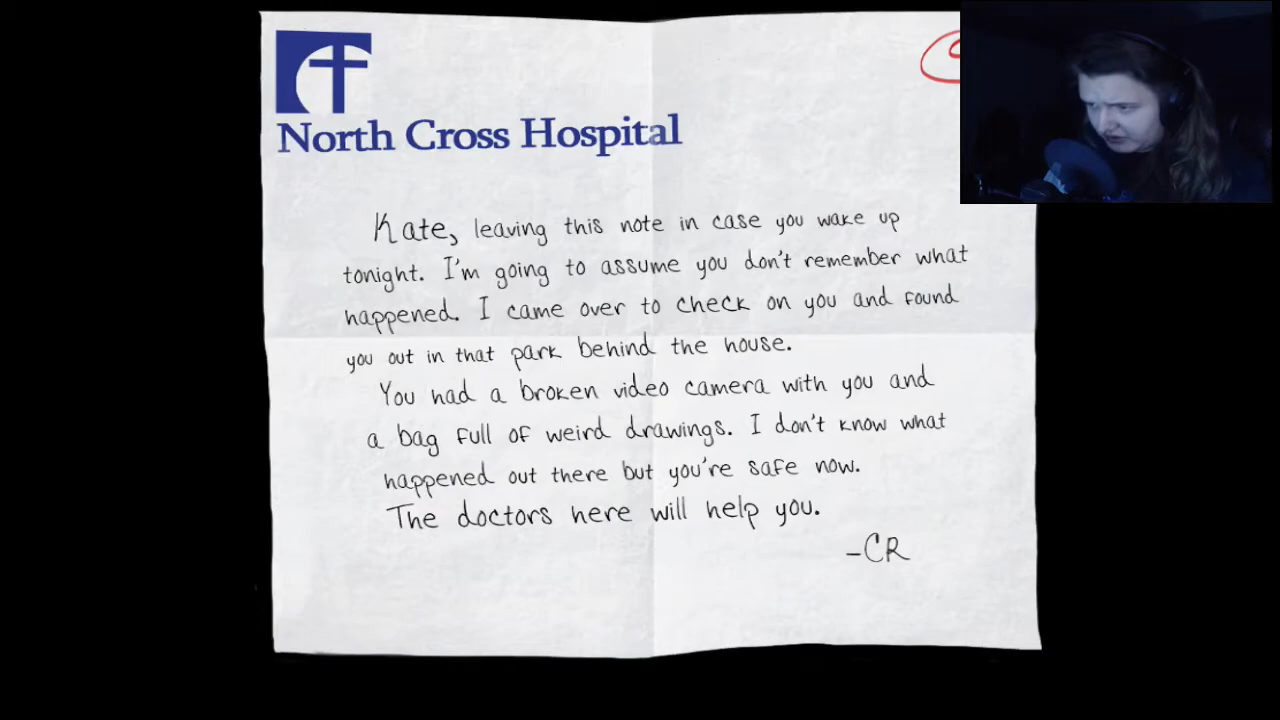 North Cross Hospital
Kate, leaving this note in case you wake up
tonight. I'm going to assume you don't remember what
happened. I came over to check on you and found
you out in that park behind the house.
You had a broken video camera with you and
a bag full of weird drawings. I don't know what
happened out there but you're safe now.
The doctors here will help you.
-CR